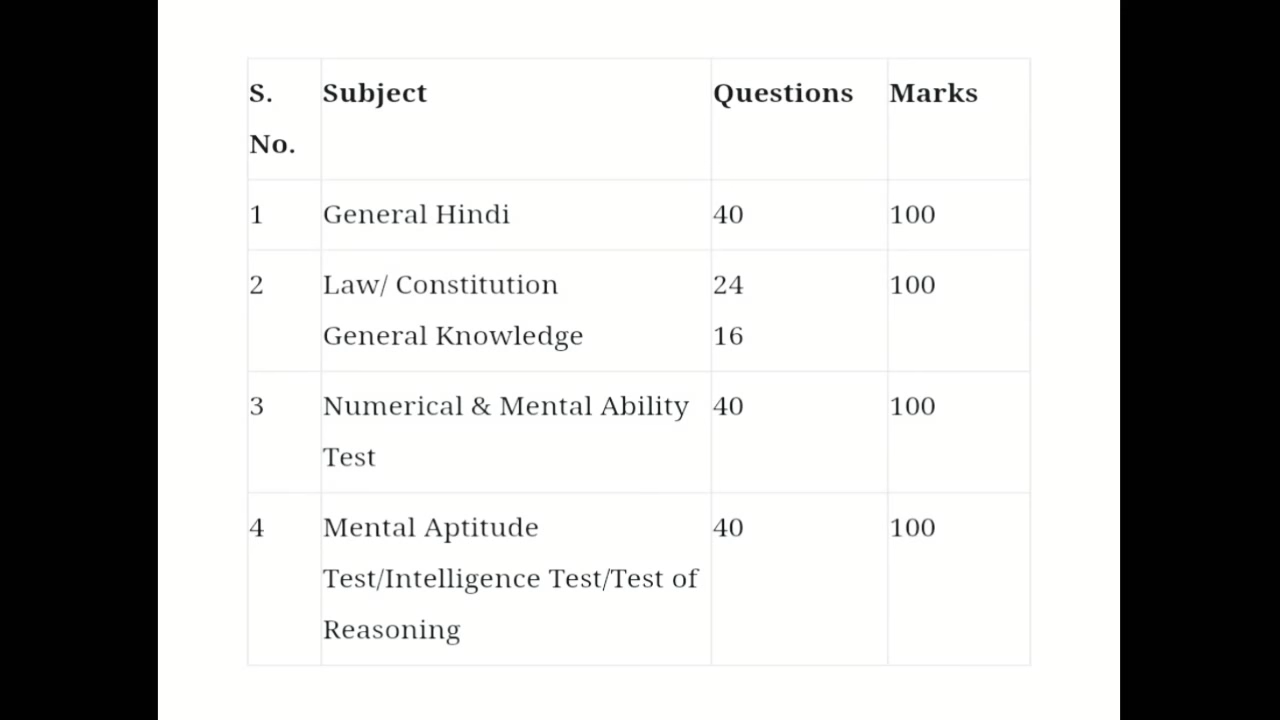 S. No. Subject Questions Marks
1 General Hindi 40 100
2 Law/ Constitution 24 100
General Knowledge 16
3 Numerical & Mental Ability 40 100
Test
4 Mental Aptitude 40 100
Test/Intelligence Test/Test of
Reasoning